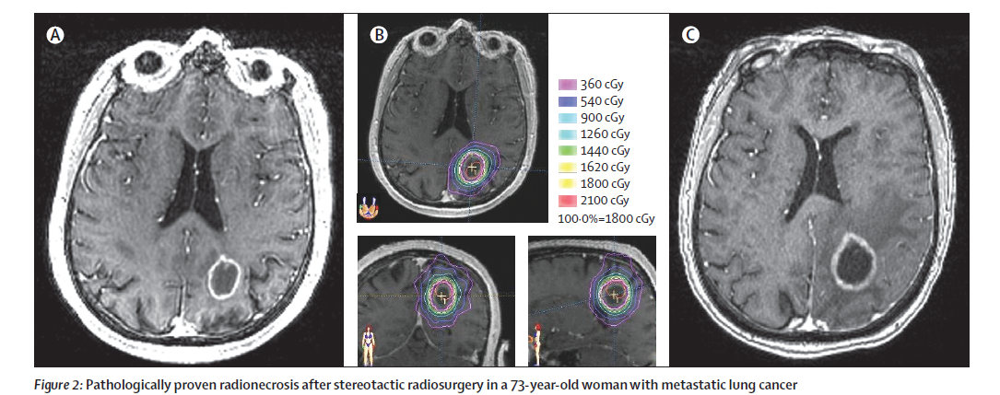 A
B
C
360 cGy
540 cGy
900 cGy
1260 cGy
1440 cGy
1620 cGy
1800 cGy
2100 cGy
100·0%=1800 cGy
Figure 2: Pathologically proven radionecrosis after stereotactic radiosurgery in a 73-year-old woman with metastatic lung cancer